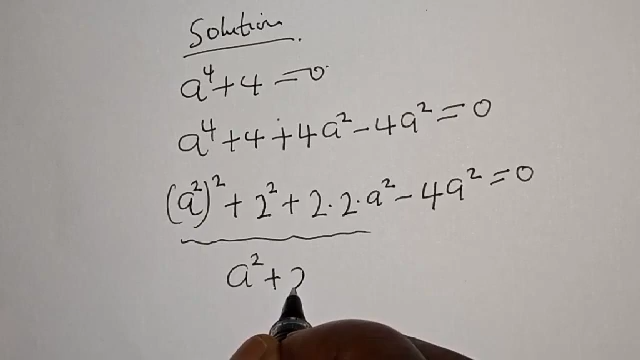 Solution.
a⁴+4=0
a⁴+4+4a²-4a²=0
(a²)²+2²+2·2·a²-4a²=0
a²+2